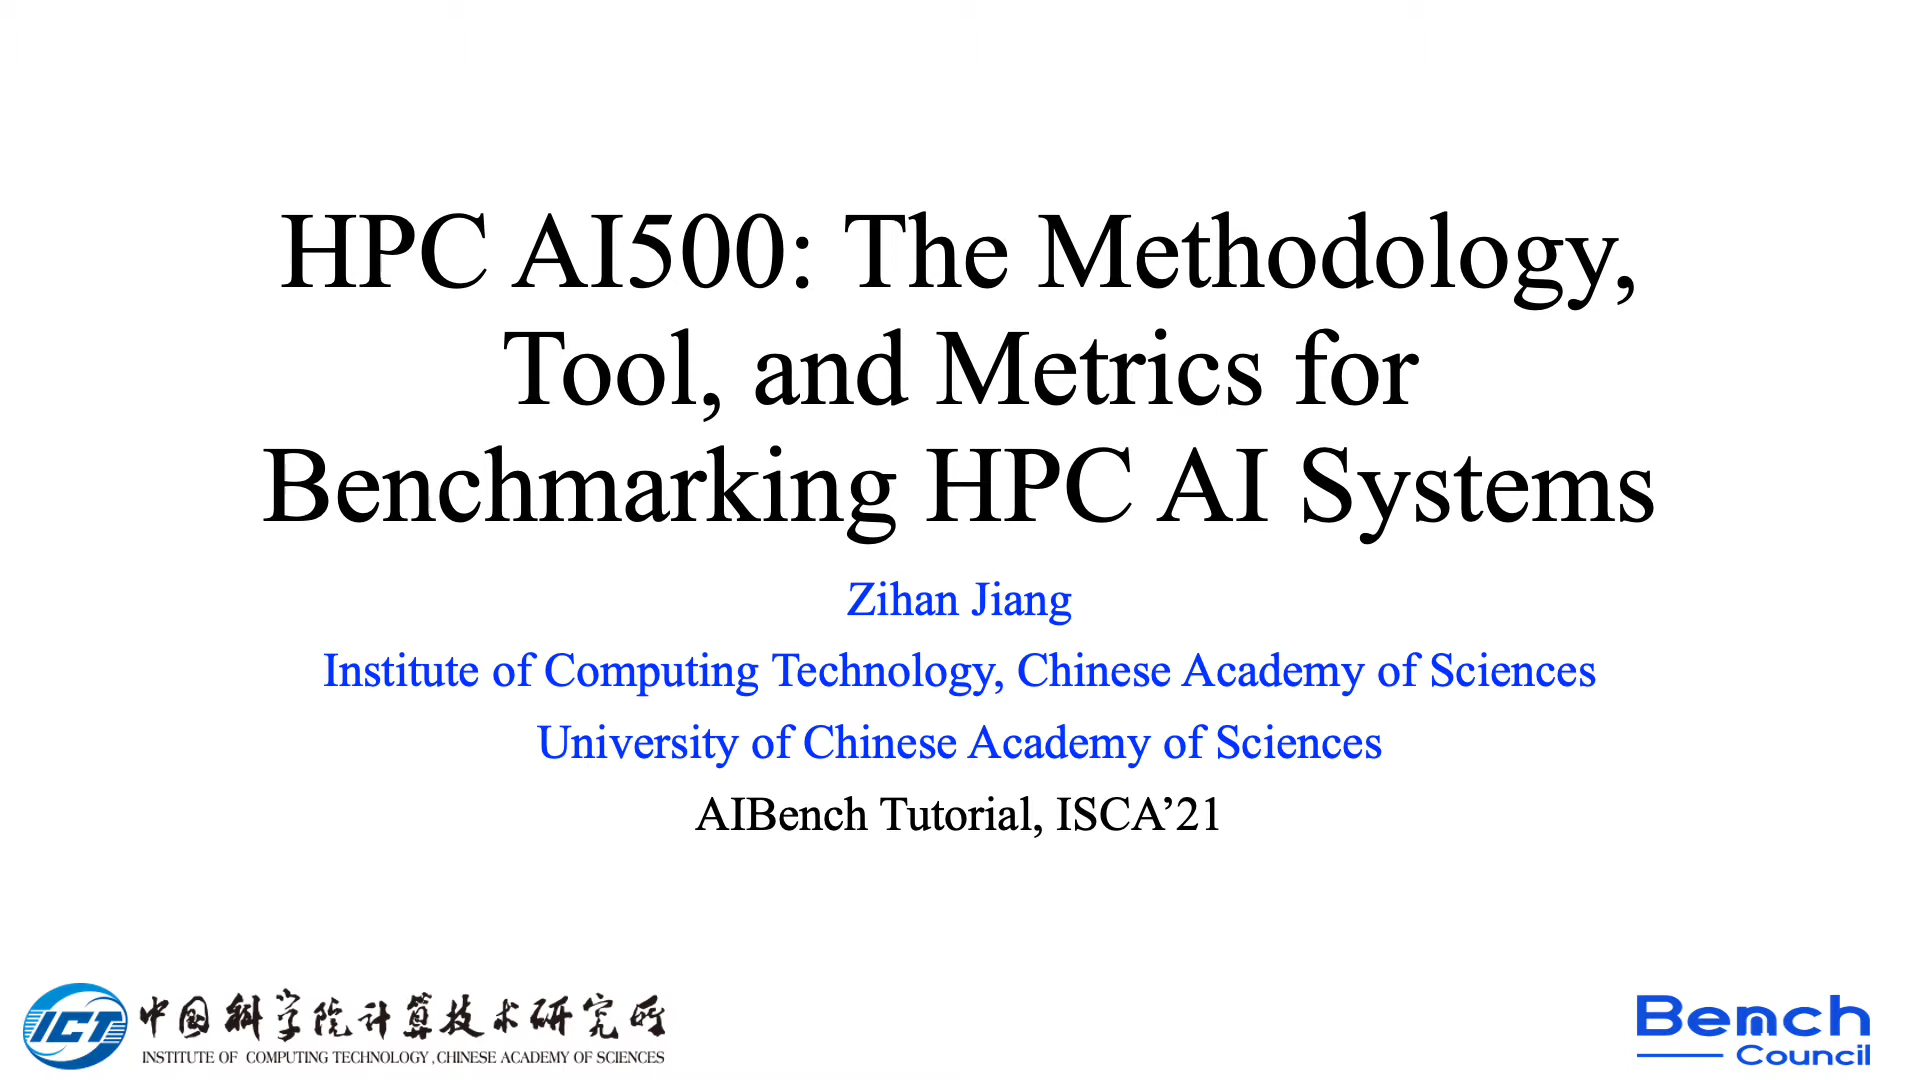 HPC AI500: The Methodology,
Tool, and Metrics for
Benchmarking HPC AI Systems
Zihan Jiang
Institute of Computing Technology, Chinese Academy of Sciences
University of Chinese Academy of Sciences
AIBench Tutorial, ISCA’21
ICT
中国科学院计算技术研究所
INSTITUTE OF COMPUTING TECHNOLOGY, CHINESE ACADEMY OF SCIENCES
Bench
Council